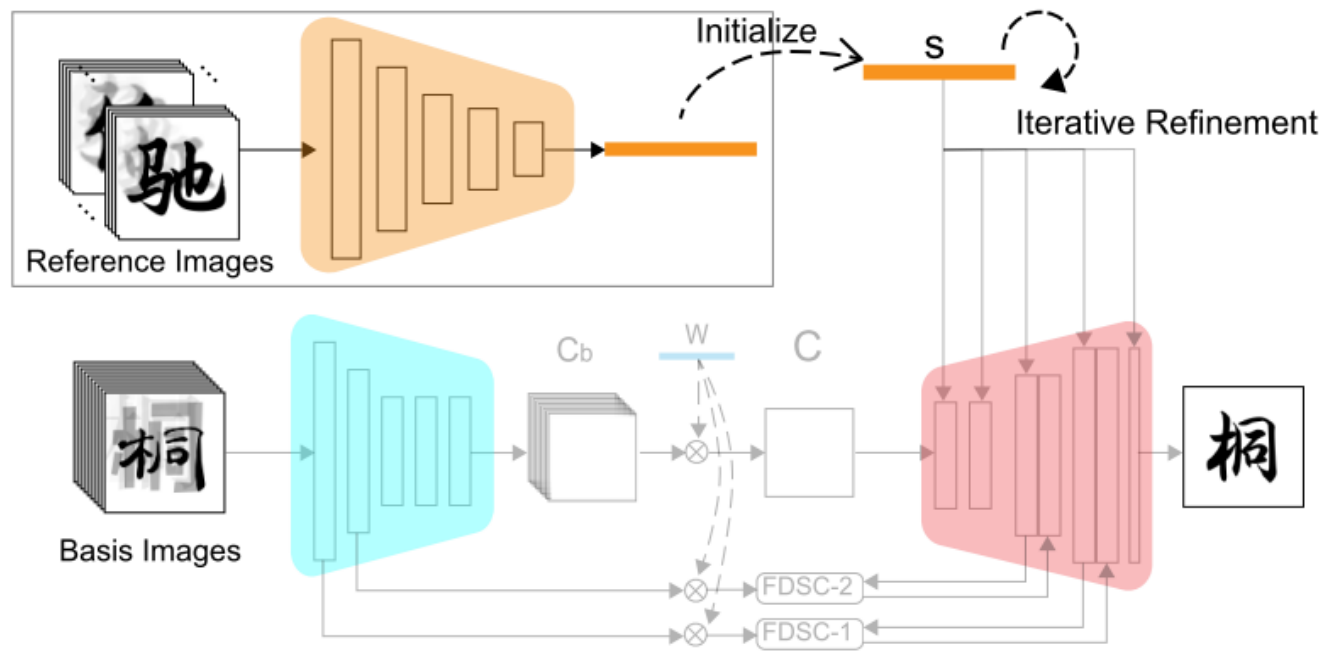 Initialize
S
Iterative Refinement
驰
Reference Images
Cb
W
C
桐
Basis Images
桐
FDSC-2
FDSC-1